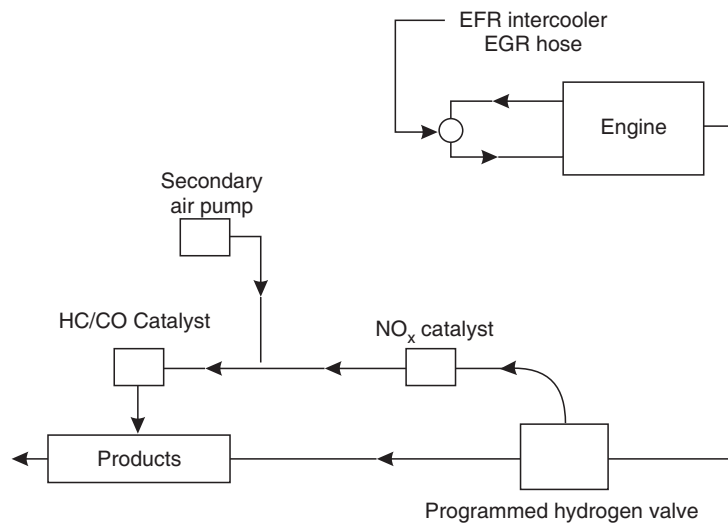 EFR intercooler
EGR hose
Engine
Secondary
air pump
HC/CO Catalyst
NOx catalyst
Products
Programmed hydrogen valve